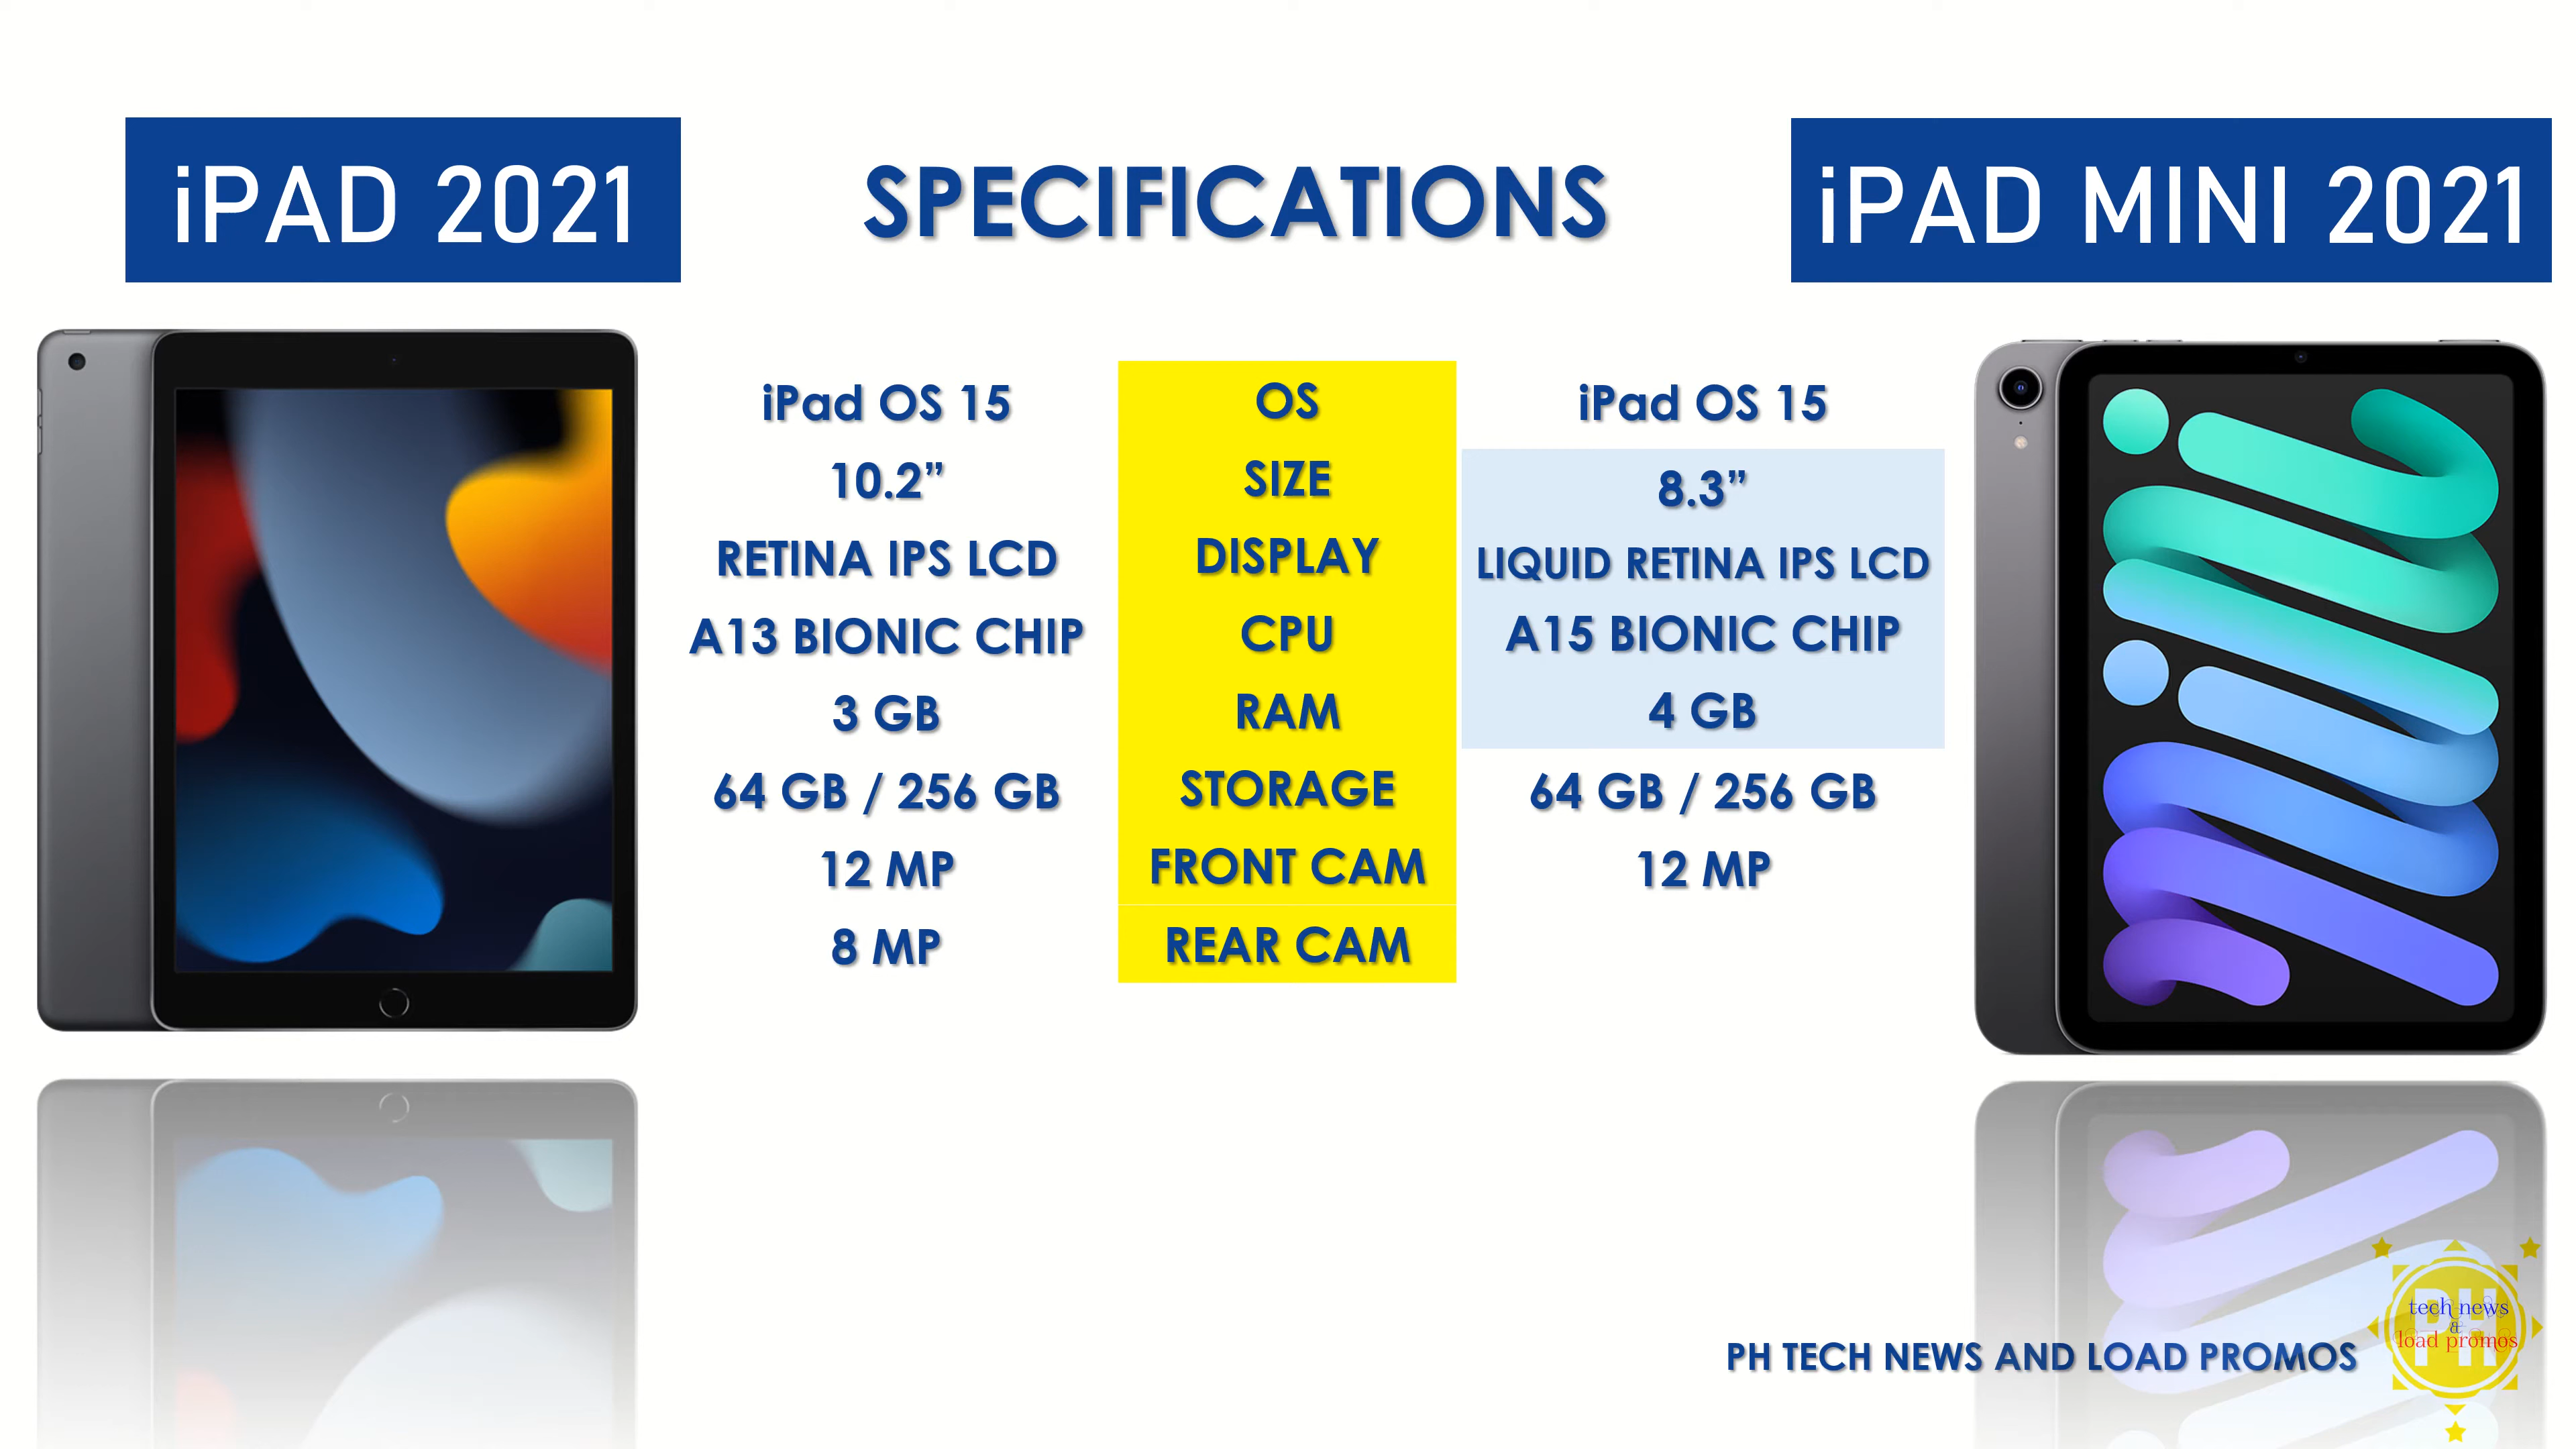 iPAD 2021
SPECIFICATIONS
iPAD MINI 2021
iPad OS 15
OS
iPad OS 15
10.2”
SIZE
8.3”
RETINA IPS LCD
DISPLAY
LIQUID RETINA IPS LCD
A13 BIONIC CHIP
CPU
A15 BIONIC CHIP
3 GB
RAM
4 GB
64 GB / 256 GB
STORAGE
64 GB / 256 GB
12 MP
FRONT CAM
12 MP
8 MP
REAR CAM
PH TECH NEWS AND LOAD PROMOS
PH
tech news
&
load promos
PH